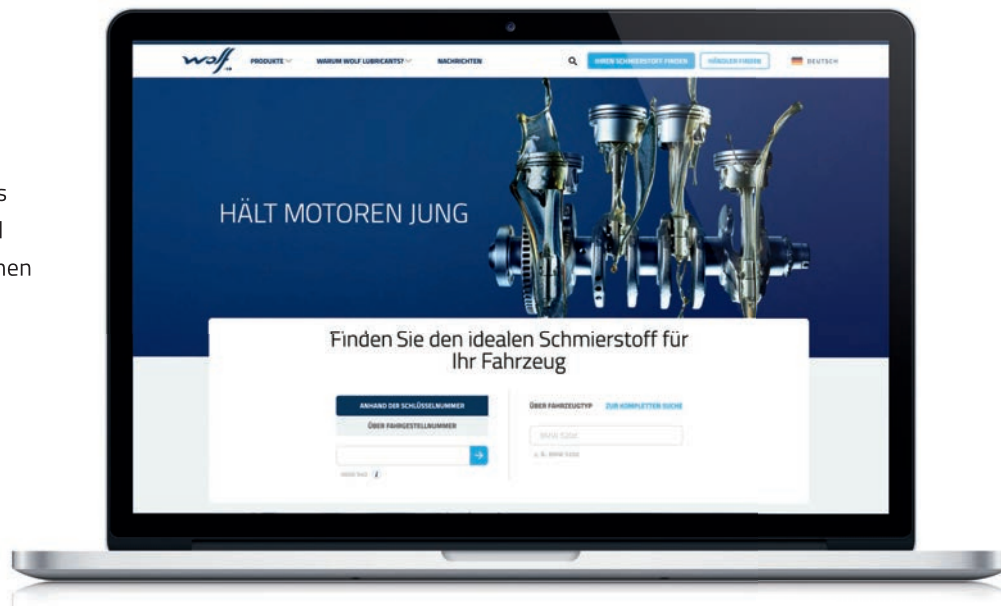 wolf
PRODUKTE
WARUM WOLF LUBRICANTS?
NACHRICHTEN
IHREN SCHMIERSTOFF FINDEN
HÄNDLER FINDEN
DEUTSCH
HÄLT MOTOREN JUNG
s
hen
Finden Sie den idealen Schmierstoff für
Ihr Fahrzeug
ANHAND DER SCHLÜSSELNUMMER
ÜBER FAHRGESTELLNUMMER
ÜBER FAHRZEUGTYP
ZUR KOMPLETTEN SUCHE